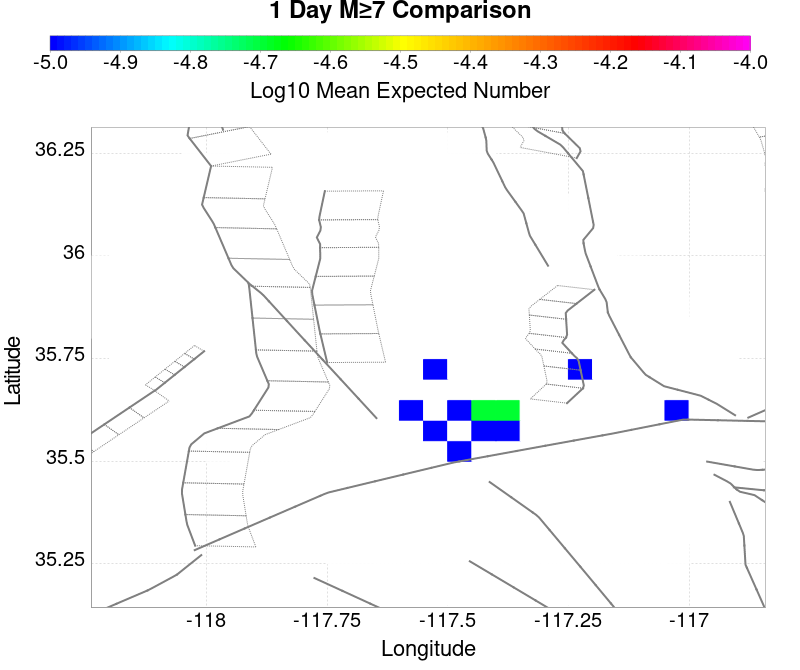 1 Day M≥7 Comparison
-5.0 -4.9 -4.8 -4.7 -4.6 -4.5 -4.4 -4.3 -4.2 -4.1 -4.0
Log10 Mean Expected Number
36.25
36
35.75
35.5
35.25
Latitude
-118 -117.75 -117.5 -117.25 -117
Longitude